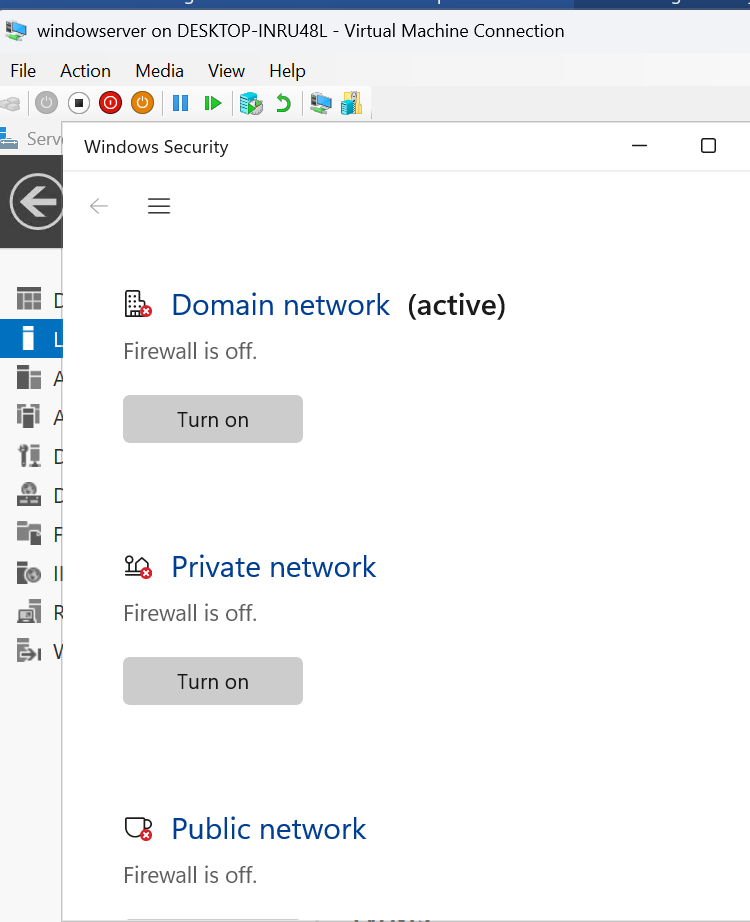 windowserver on DESKTOP-INRU48L - Virtual Machine Connection
File Action Media View Help
Serv
Windows Security
Domain network (active)
Firewall is off.
Turn on
Private network
Firewall is off.
Turn on
Public network
Firewall is off.
D
L
A
A
D
D
F
II
R
W